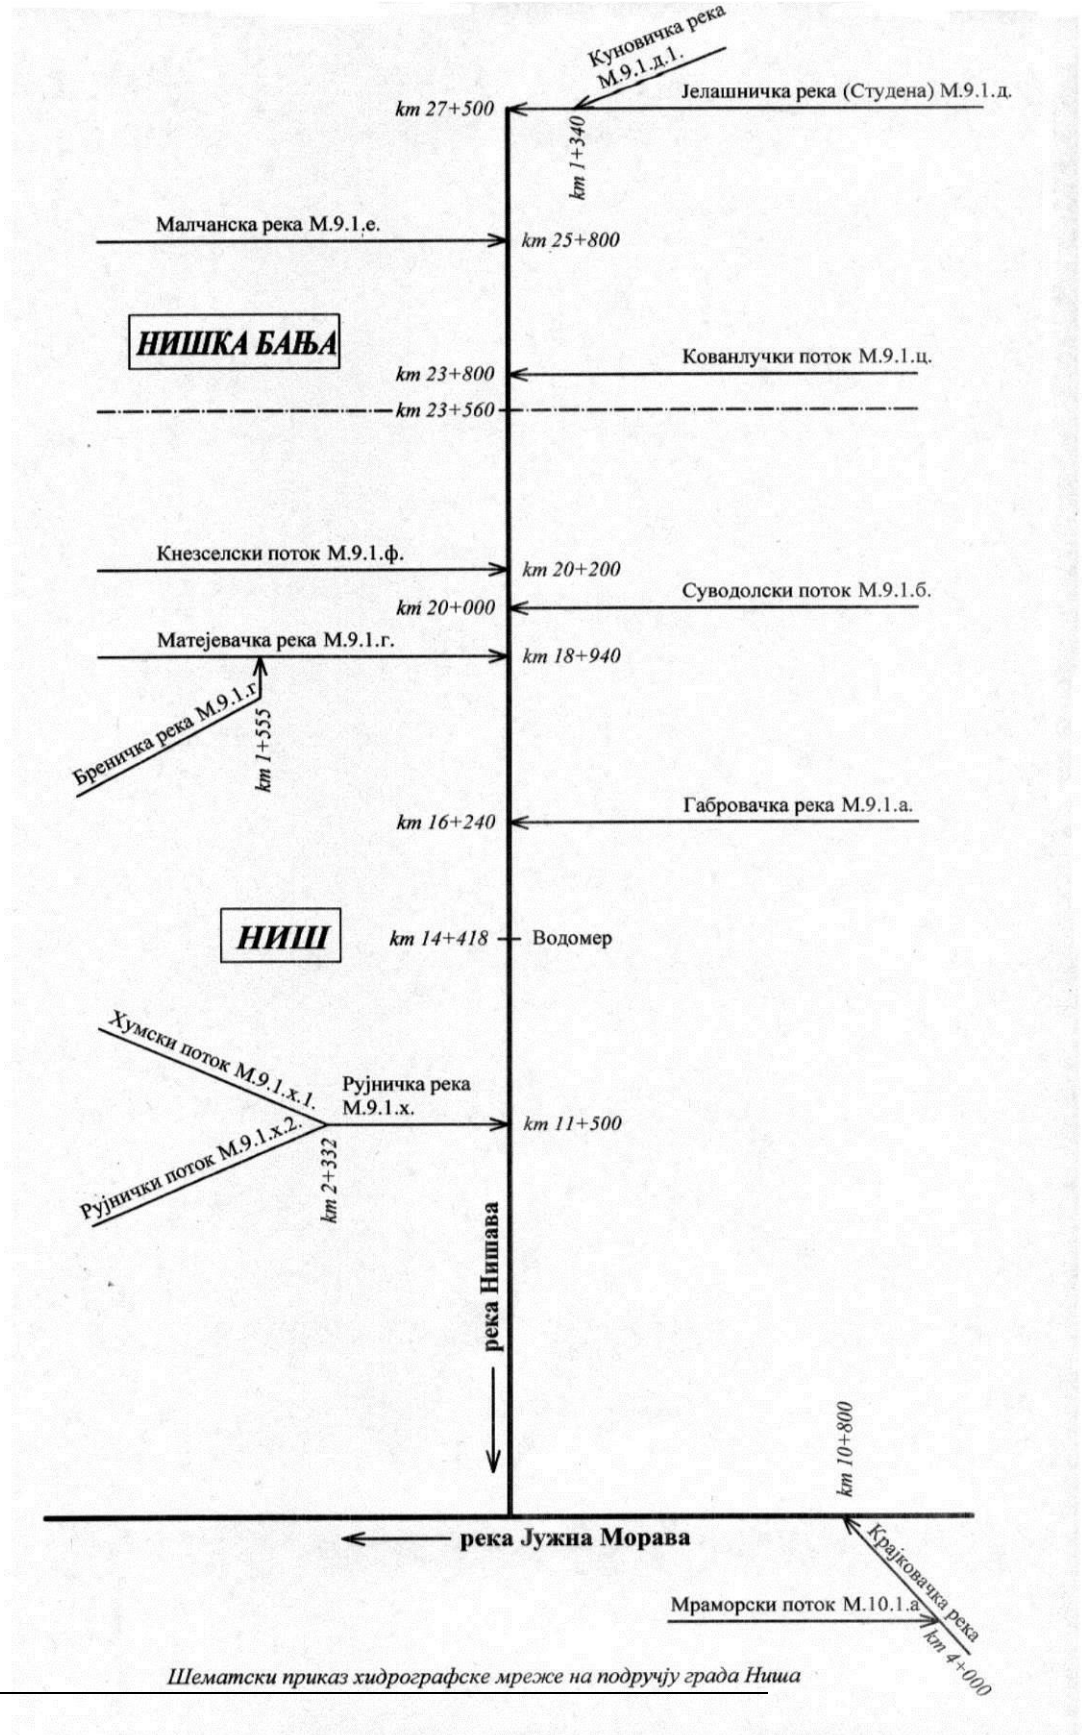 Куновичка река
М.9.1.д.1.
Јелашничка река (Студена) М.9.1.д.
km 27+500
km 1+340
Малчанска река М.9.1.е.
km 25+800
НИШКА БАЊА
Кованлучки поток М.9.1.ц.
km 23+800
km 23+560
Кнезселски поток М.9.1.ф.
km 20+200
Суводолски поток М.9.1.б.
km 20+000
Матејевачка река М.9.1.г.
km 18+940
Бреничка река М.9.1.г
km 1+555
Габровачка река М.9.1.а.
km 16+240
НИШ
km 14+418
Водомер
Хумски поток М.9.1.х.1.
Рујничка река
М.9.1.х.
km 11+500
Рујнички поток М.9.1.х.2.
km 2+332
река Нишава
km 10+800
река Јужна Морава
Крајковачка река
Мраморски поток М.10.1.а
km 4+000
Шематски приказ хидрографске мреже на подручју града Ниша